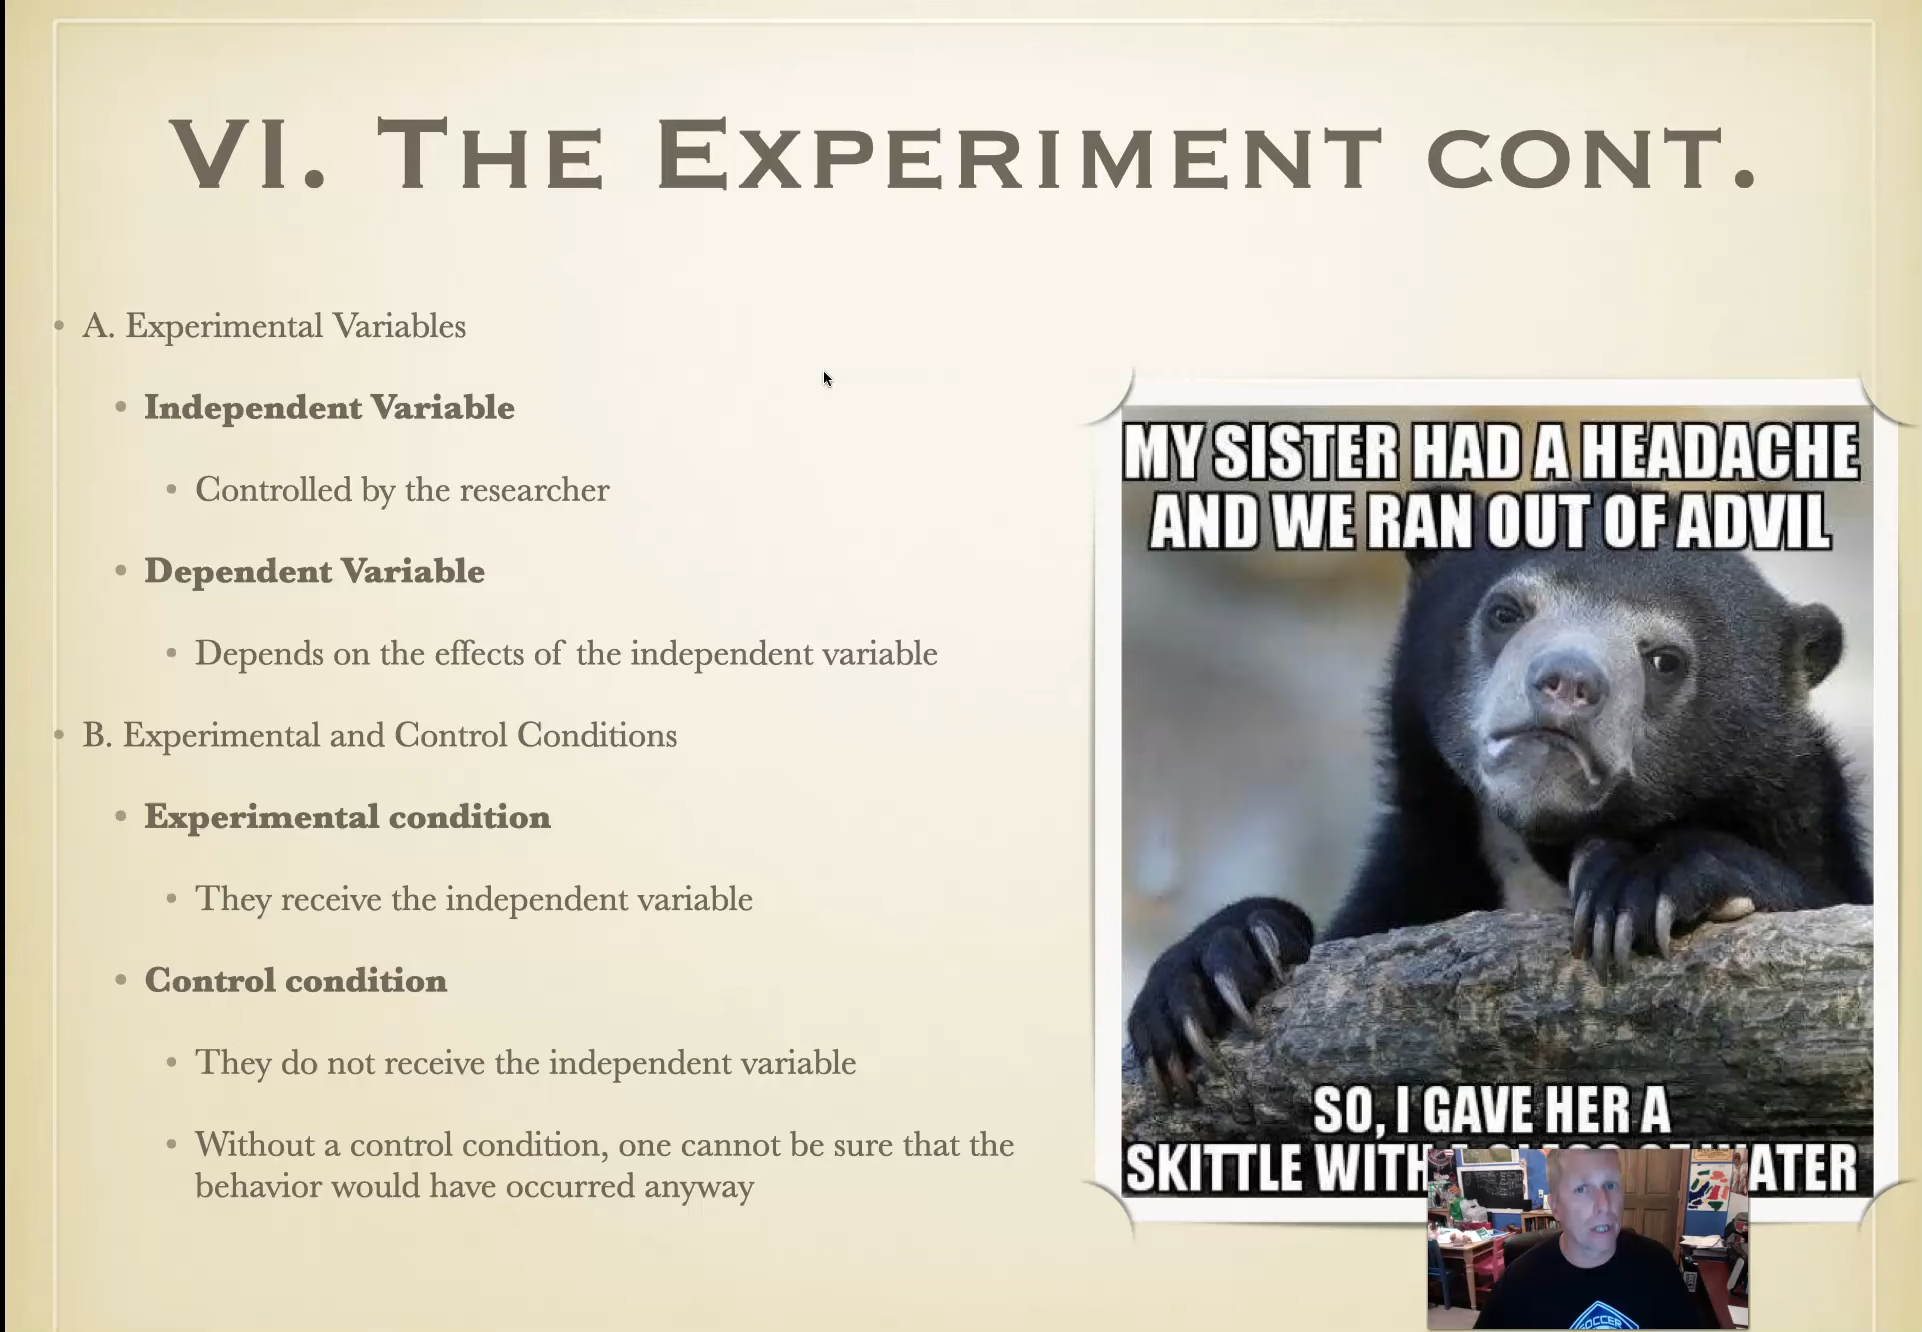 VI. The Experiment cont.
A. Experimental Variables
Independent Variable
Controlled by the researcher
Dependent Variable
Depends on the effects of the independent variable
B. Experimental and Control Conditions
Experimental condition
They receive the independent variable
Control condition
They do not receive the independent variable
Without a control condition, one cannot be sure that the
behavior would have occurred anyway
MY SISTER HAD A HEADACHE
AND WE RAN OUT OF ADVIL
SO, I GAVE HER A
SKITTLE WITH
SOCCER